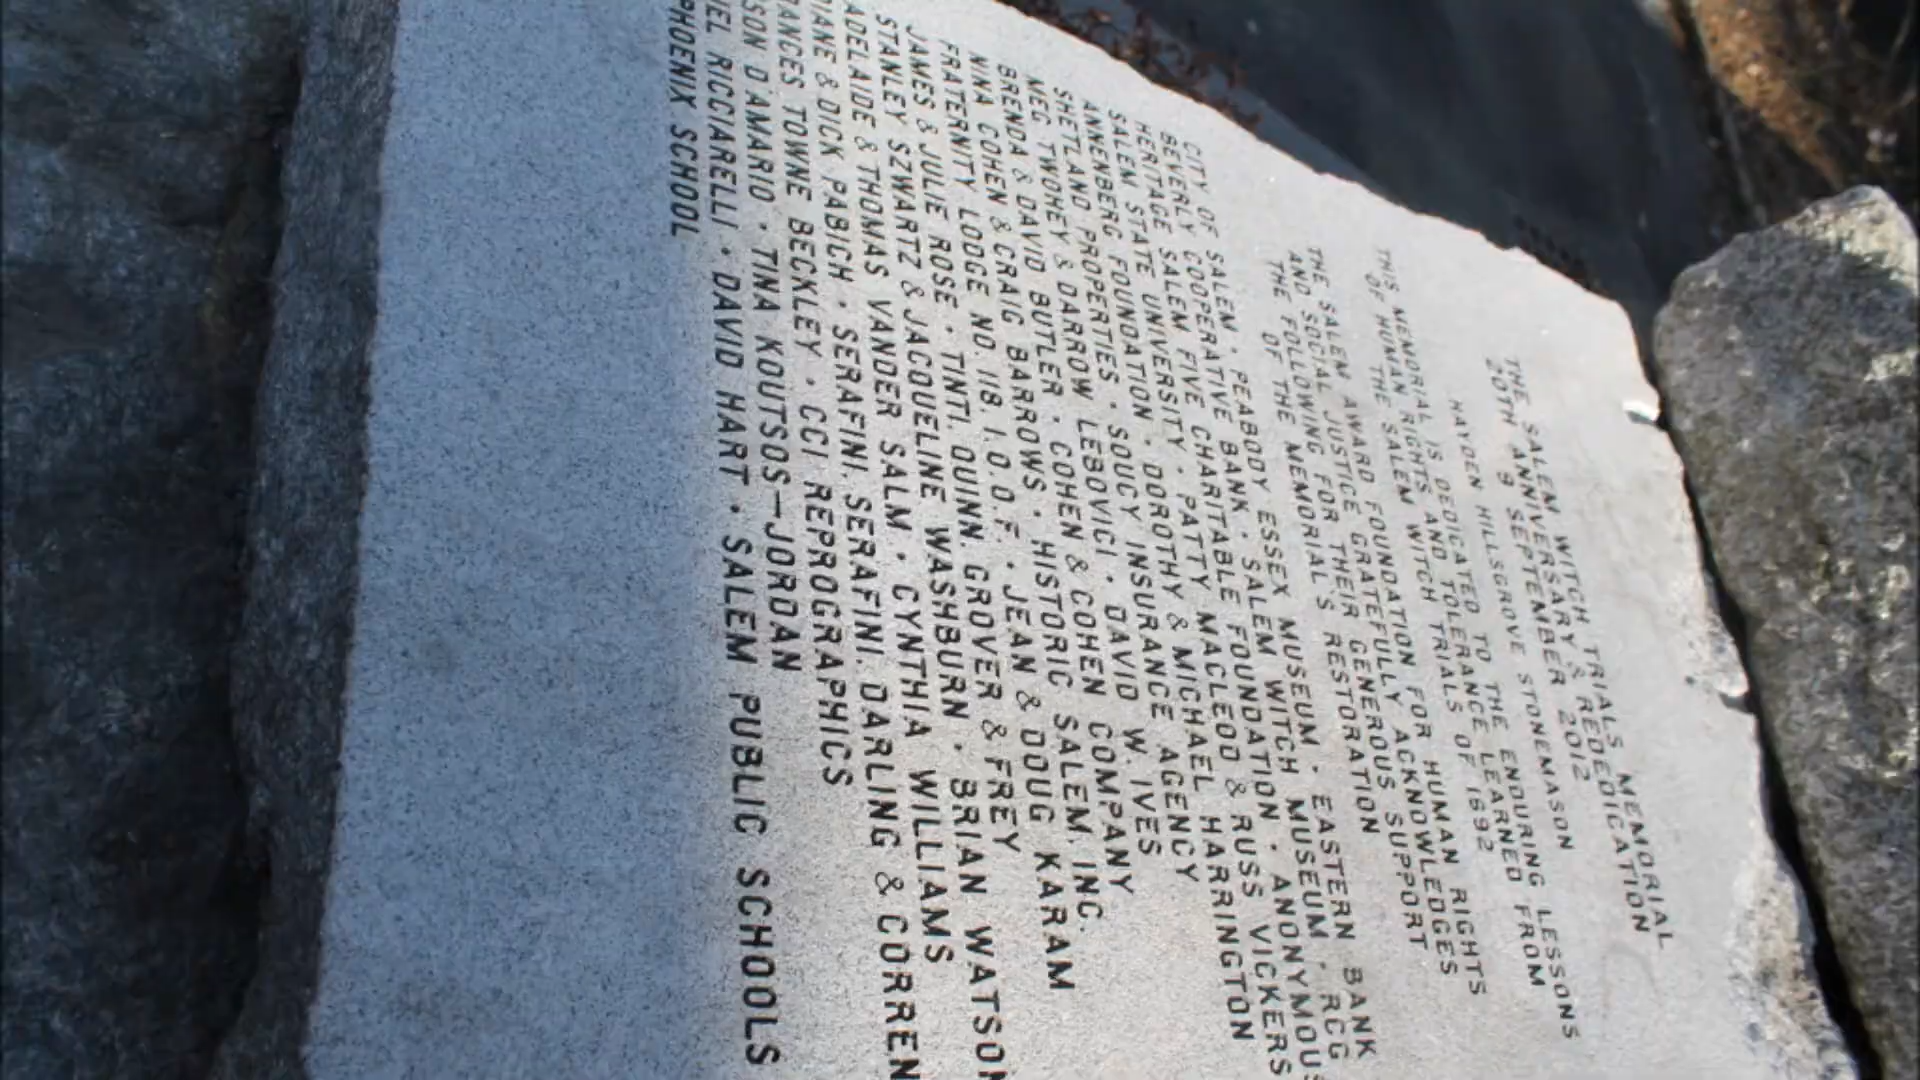 THE SALEM WITCH TRIALS MEMORIAL
20TH ANNIVERSARY & REDEDICATION
9 SEPTEMBER 2012
HAYDEN HILLSGROVE STONEMASON
THIS MEMORIAL IS DEDICATED TO THE ENDURING LESSONS
OF HUMAN RIGHTS AND TOLERANCE LEARNED FROM
THE SALEM WITCH TRIALS OF 1692
THE SALEM AWARD FOUNDATION FOR HUMAN RIGHTS
AND SOCIAL JUSTICE GRATEFULLY ACKNOWLEDGES
THE FOLLOWING FOR THEIR GENEROUS SUPPORT
OF THE MEMORIAL'S RESTORATION
CITY OF SALEM · PEABODY ESSEX MUSEUM · EASTERN BANK
BEVERLY COOPERATIVE BANK · SALEM WITCH MUSEUM · RCG
HERITAGE SALEM FIVE CHARITABLE FOUNDATION · ANONYMOUS
SALEM STATE UNIVERSITY · PATTY MACLEOD & RUSS VICKERS
ANNENBERG FOUNDATION · DOROTHY & MICHAEL HARRINGTON
SHETLAND PROPERTIES · SOUCY INSURANCE AGENCY
MEG TWOHEY & DARROW LEBOVICI · DAVID W. IVES
BRENDA & DAVID BUTLER · COHEN & COHEN COMPANY
NINA COHEN & CRAIG BARROWS · HISTORIC SALEM, INC.
FRATERNITY LODGE NO. 118, I.O.O.F. · JEAN & DOUG KARAM
JAMES & JULIE ROSE · TINTI, QUINN, GROVER & FREY
STANLEY SZWARTZ & JACQUELINE WASHBURN · BRIAN WATSON
ADELAIDE & THOMAS VANDER SALM · CYNTHIA WILLIAMS
& DICK PABICH · SERAFINI, SERAFINI, DARLING & CORREN
TOWNE BECKLEY · CCI REPROGRAPHICS
D'AMARIO · TINA KOUTSOS-JORDAN
RICCIARELLI · DAVID HART · SALEM PUBLIC SCHOOLS
PHOENIX SCHOOL